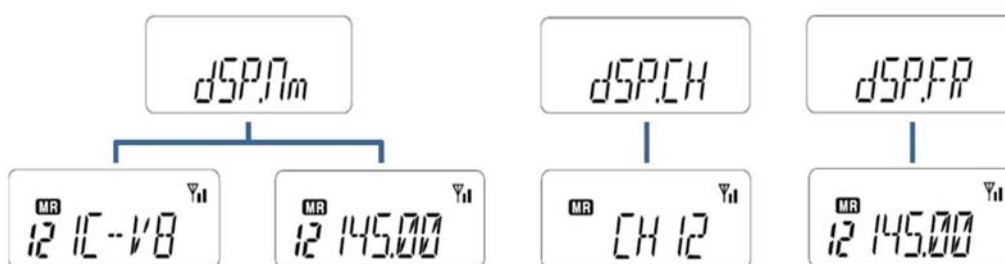 dSP.Nm
dSP.CH
dSP.FR
MR
12 IC-V8
MR
12 145.00
MR
CH 12
MR
12 145.00